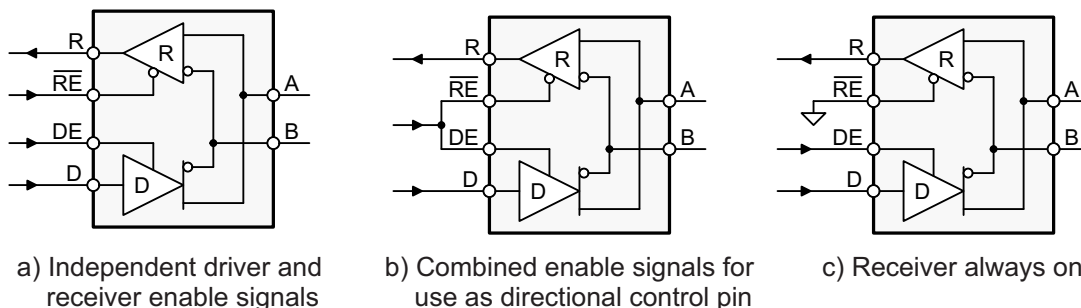 R
R
RE
A
DE
B
D
D
a) Independent driver and
receiver enable signals
R
R
RE
A
DE
B
D
D
b) Combined enable signals for
use as directional control pin
R
R
RE
A
DE
B
D
D
c) Receiver always on